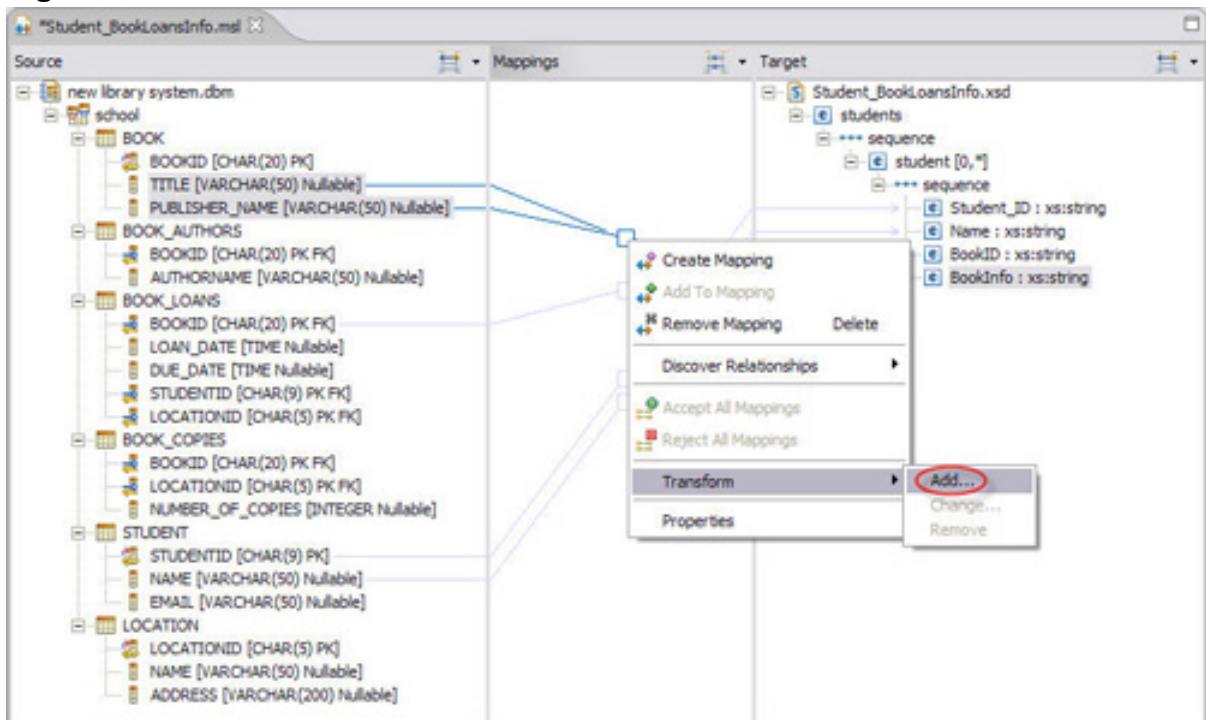 *Student_BookLoansInfo.msl
Source
Mappings
Target
new library system.dbm
school
BOOK
BOOKID [CHAR(20) PK]
TITLE [VARCHAR(50) Nullable]
PUBLISHER_NAME [VARCHAR(50) Nullable]
BOOK_AUTHORS
BOOKID [CHAR(20) PK FK]
AUTHORNAME [VARCHAR(50) Nullable]
BOOK_LOANS
BOOKID [CHAR(20) PK FK]
LOAN_DATE [TIME Nullable]
DUE_DATE [TIME Nullable]
STUDENTID [CHAR(9) PK FK]
LOCATIONID [CHAR(5) PK FK]
BOOK_COPIES
BOOKID [CHAR(20) PK FK]
LOCATIONID [CHAR(5) PK FK]
NUMBER_OF_COPIES [INTEGER Nullable]
STUDENT
STUDENTID [CHAR(9) PK]
NAME [VARCHAR(50) Nullable]
EMAIL [VARCHAR(50) Nullable]
LOCATION
LOCATIONID [CHAR(5) PK]
NAME [VARCHAR(50) Nullable]
ADDRESS [VARCHAR(200) Nullable]
Create Mapping
Add To Mapping
Remove Mapping Delete
Discover Relationships
Accept All Mappings
Reject All Mappings
Transform
Properties
Add...
Change...
Remove
Student_BookLoansInfo.xsd
students
sequence
student [0,*]
sequence
Student_ID : xs:string
Name : xs:string
BookID : xs:string
BookInfo : xs:string